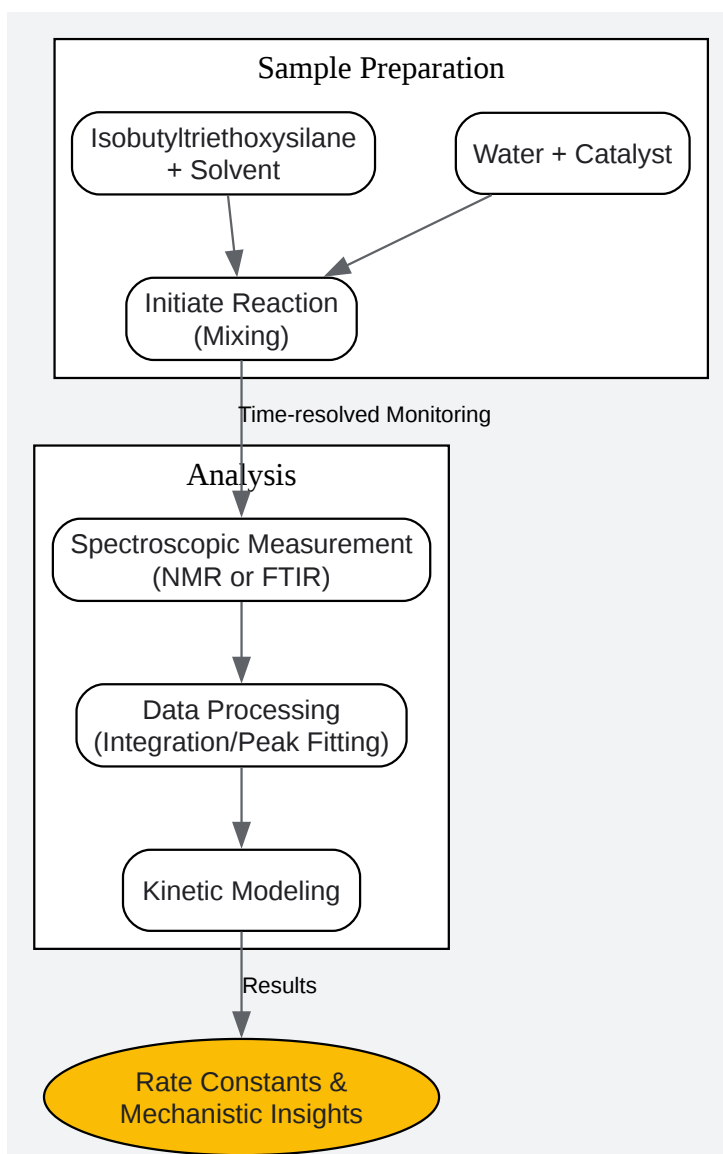 Sample Preparation
Isobutyltriethoxysilane
+ Solvent
Water + Catalyst
Initiate Reaction
(Mixing)
Time-resolved Monitoring
Analysis
Spectroscopic Measurement
(NMR or FTIR)
Data Processing
(Integration/Peak Fitting)
Kinetic Modeling
Results
Rate Constants &
Mechanistic Insights